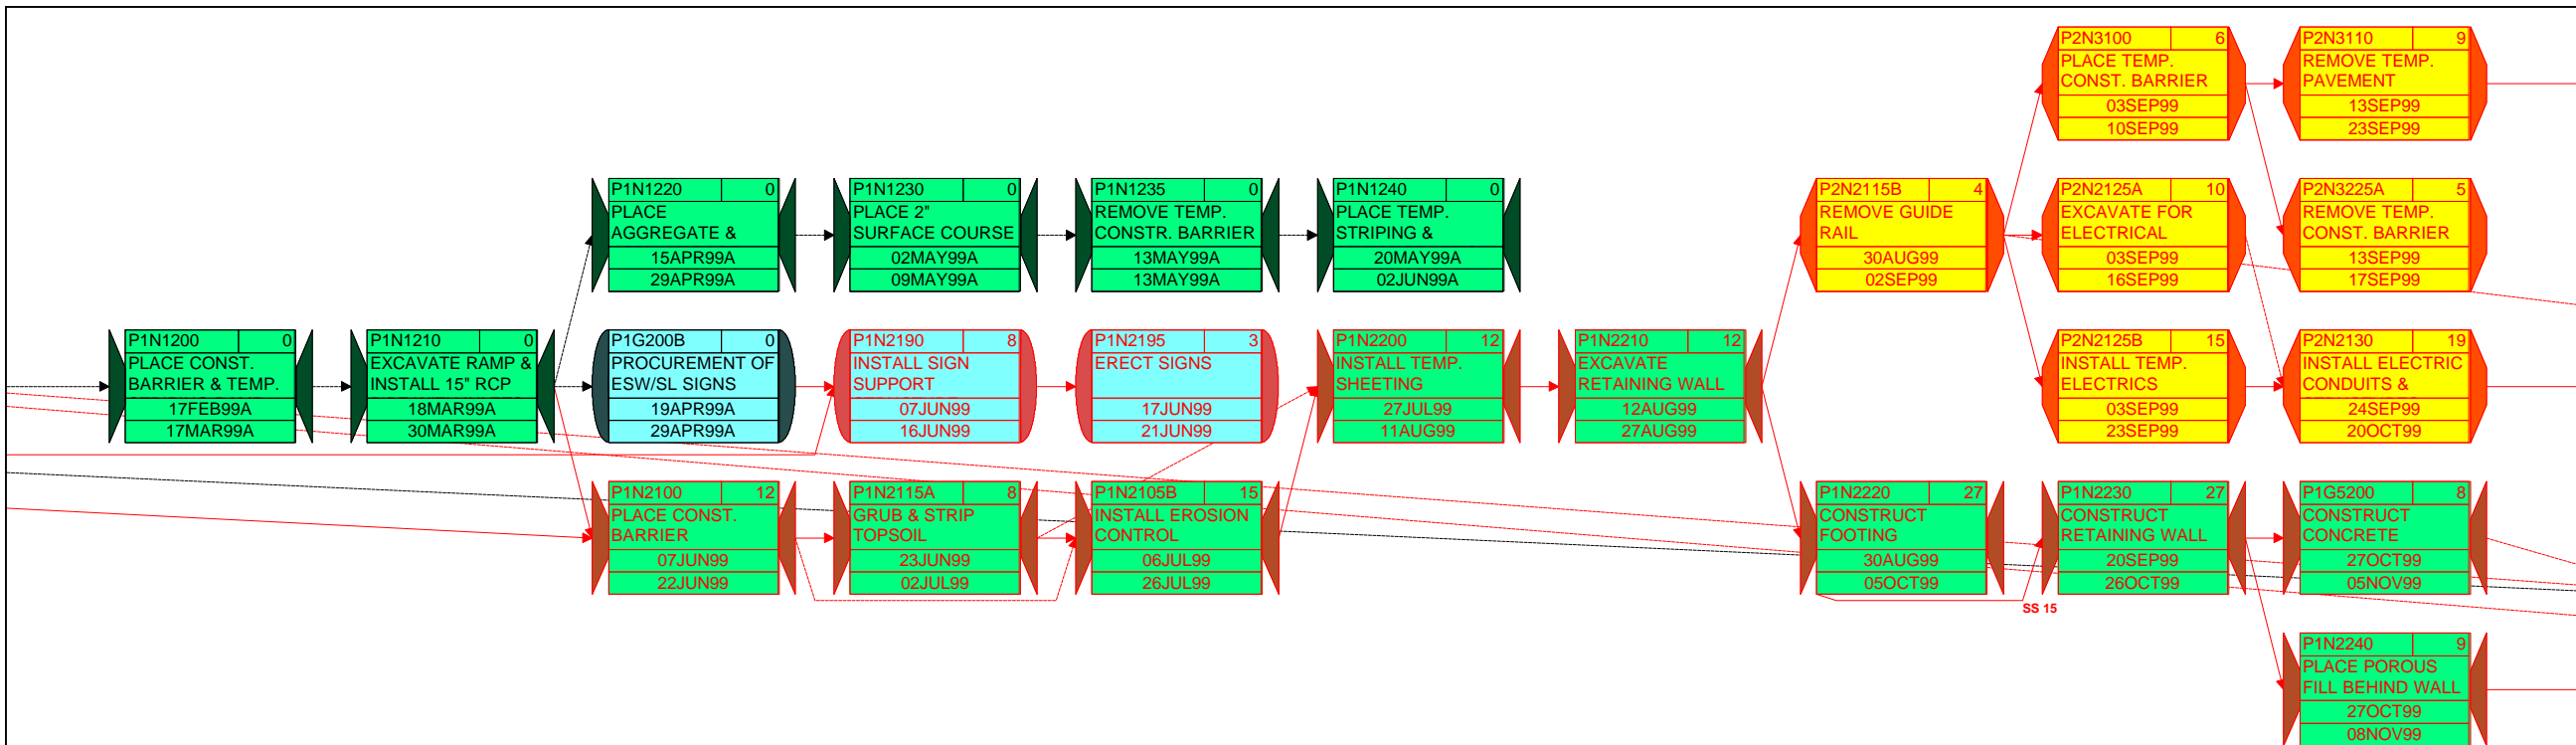 P2N3100 6
PLACE TEMP.
CONST. BARRIER
03SEP99
10SEP99
P2N3110 9
REMOVE TEMP.
PAVEMENT
13SEP99
23SEP99
P1N1220 0
PLACE
AGGREGATE &
15APR99A
29APR99A
P1N1230 0
PLACE 2"
SURFACE COURSE
02MAY99A
09MAY99A
P1N1235 0
REMOVE TEMP.
CONSTR. BARRIER
13MAY99A
13MAY99A
P1N1240 0
PLACE TEMP.
STRIPING &
20MAY99A
02JUN99A
P2N2115B 4
REMOVE GUIDE
RAIL
30AUG99
02SEP99
P2N2125A 10
EXCAVATE FOR
ELECTRICAL
03SEP99
16SEP99
P2N3225A 5
REMOVE TEMP.
CONST. BARRIER
13SEP99
17SEP99
P1N1200 0
PLACE CONST.
BARRIER & TEMP.
17FEB99A
17MAR99A
P1N1210 0
EXCAVATE RAMP &
INSTALL 15" RCP
18MAR99A
30MAR99A
P1G200B 0
PROCUREMENT OF
ESW/SL SIGNS
19APR99A
29APR99A
P1N2190 8
INSTALL SIGN
SUPPORT
07JUN99
16JUN99
P1N2195 3
ERECT SIGNS
17JUN99
21JUN99
P1N2200 12
INSTALL TEMP.
SHEETING
27JUL99
11AUG99
P1N2210 12
EXCAVATE
RETAINING WALL
12AUG99
27AUG99
P2N2125B 15
INSTALL TEMP.
ELECTRICS
03SEP99
23SEP99
P2N2130 19
INSTALL ELECTRIC
CONDUITS &
24SEP99
20OCT99
P1N2100 12
PLACE CONST.
BARRIER
07JUN99
22JUN99
P1N2115A 8
GRUB & STRIP
TOPSOIL
23JUN99
02JUL99
P1N2105B 15
INSTALL EROSION
CONTROL
06JUL99
26JUL99
P1N2220 27
CONSTRUCT
FOOTING
30AUG99
05OCT99
SS 15
P1N2230 27
CONSTRUCT
RETAINING WALL
20SEP99
26OCT99
P1G5200 8
CONSTRUCT
CONCRETE
27OCT99
05NOV99
P1N2240 9
PLACE POROUS
FILL BEHIND WALL
27OCT99
08NOV99